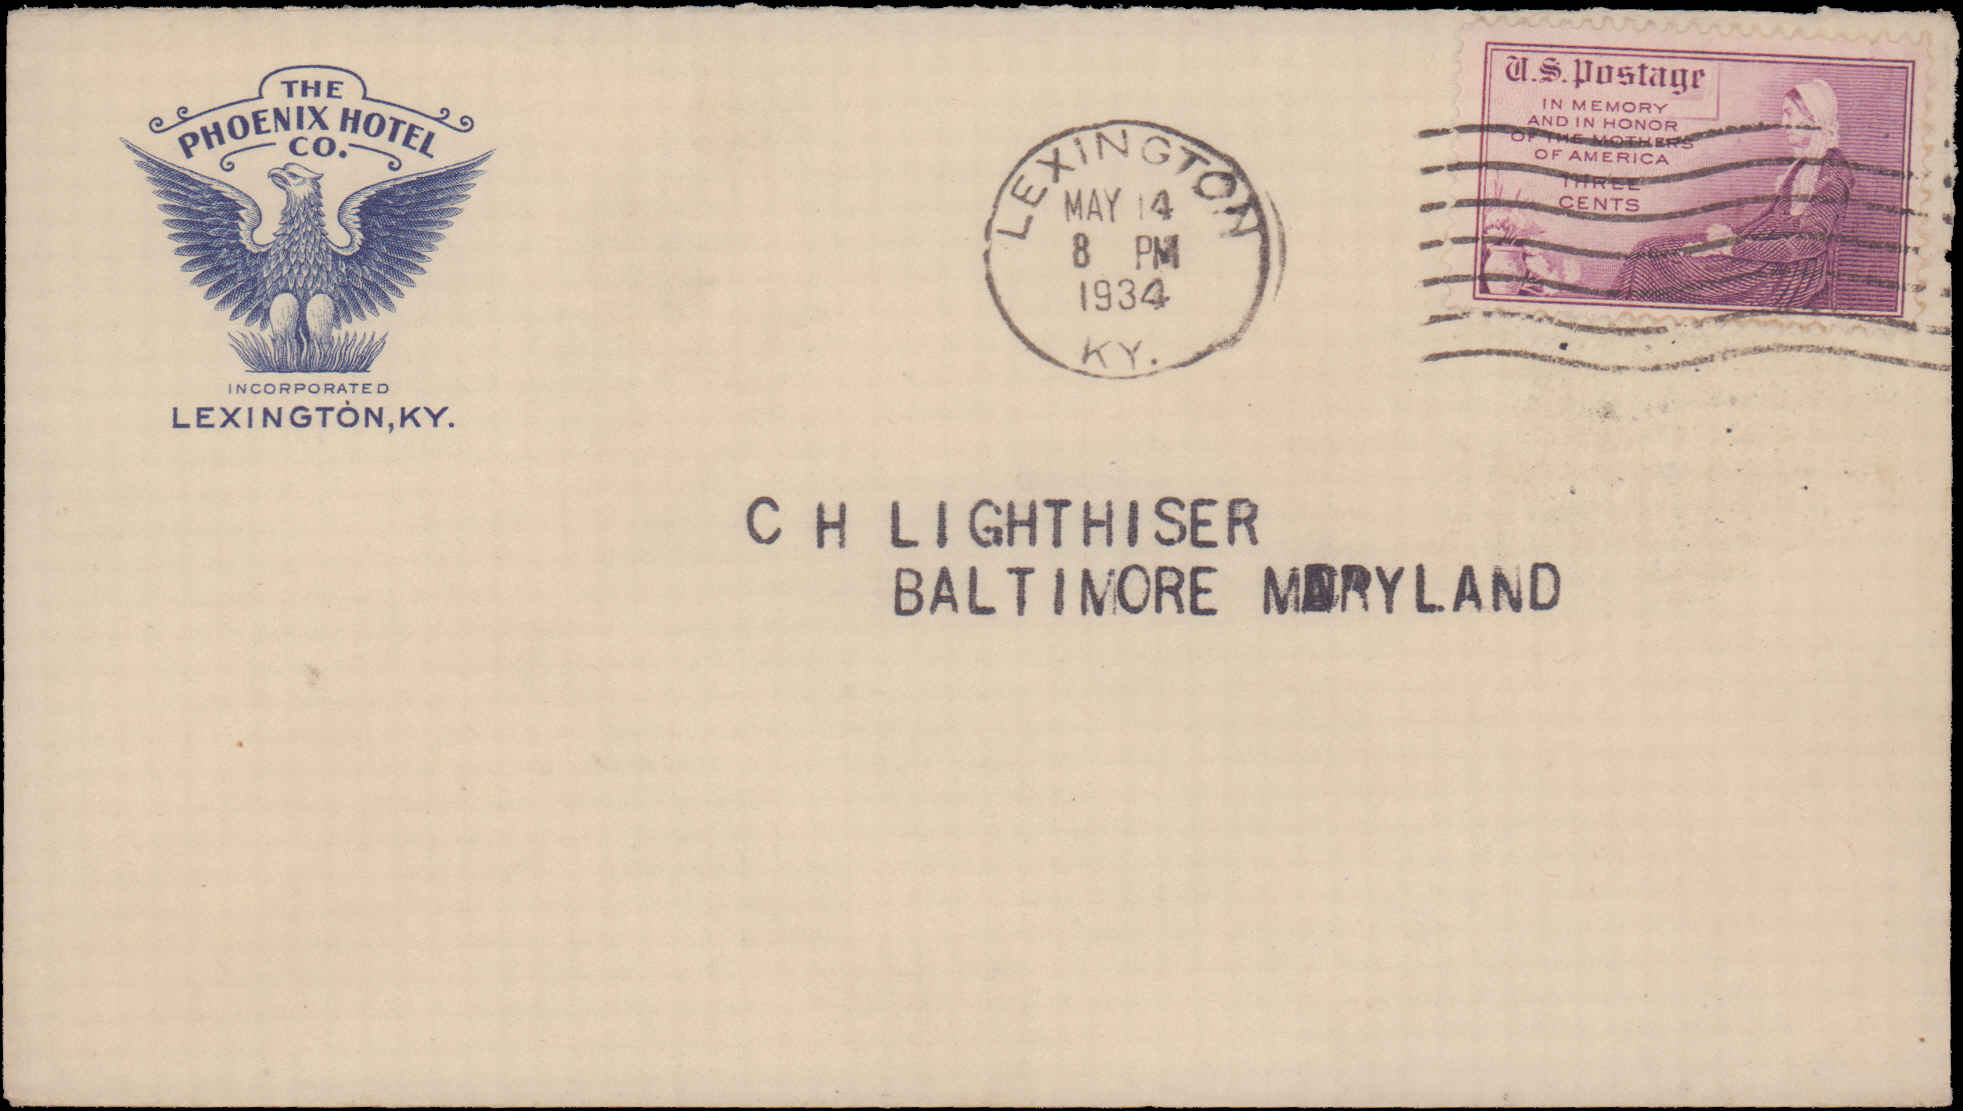 THE
PHOENIX HOTEL
CO.
INCORPORATED
LEXINGTON, KY.
LEXINGTON
MAY 14
8 PM
1934
KY.
U.S. Postage
IN MEMORY
AND IN HONOR
OF THE MOTHERS
OF AMERICA
THREE
CENTS
C H LIGHTHISER
BALTIMORE MARYLAND